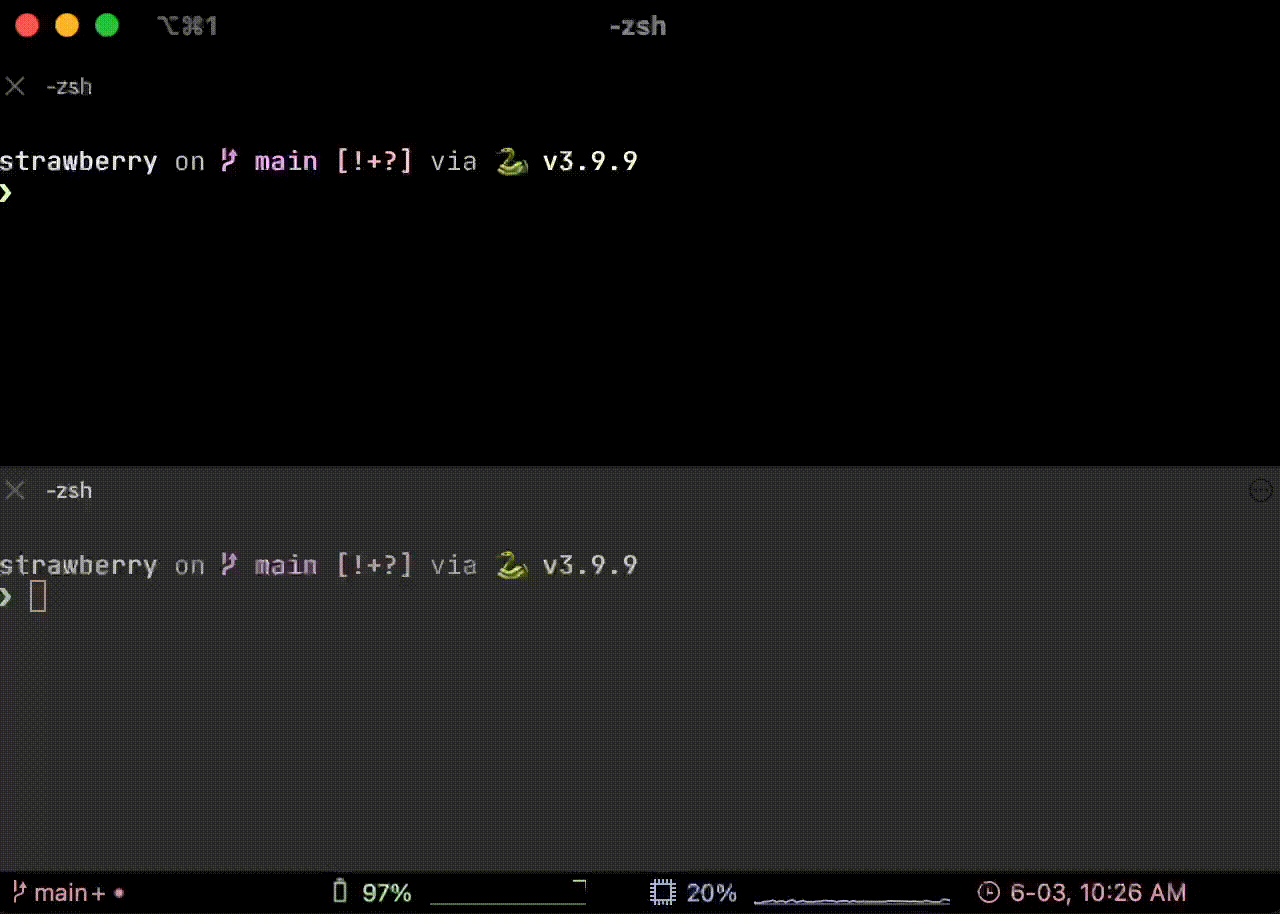 ⌥⌘1 -zsh
-zsh
strawberry on main [!+?] via 🐍 v3.9.9
❯
-zsh
strawberry on main [!+?] via 🐍 v3.9.9
❯
main+ • 97% 20% 6-03, 10:26 AM